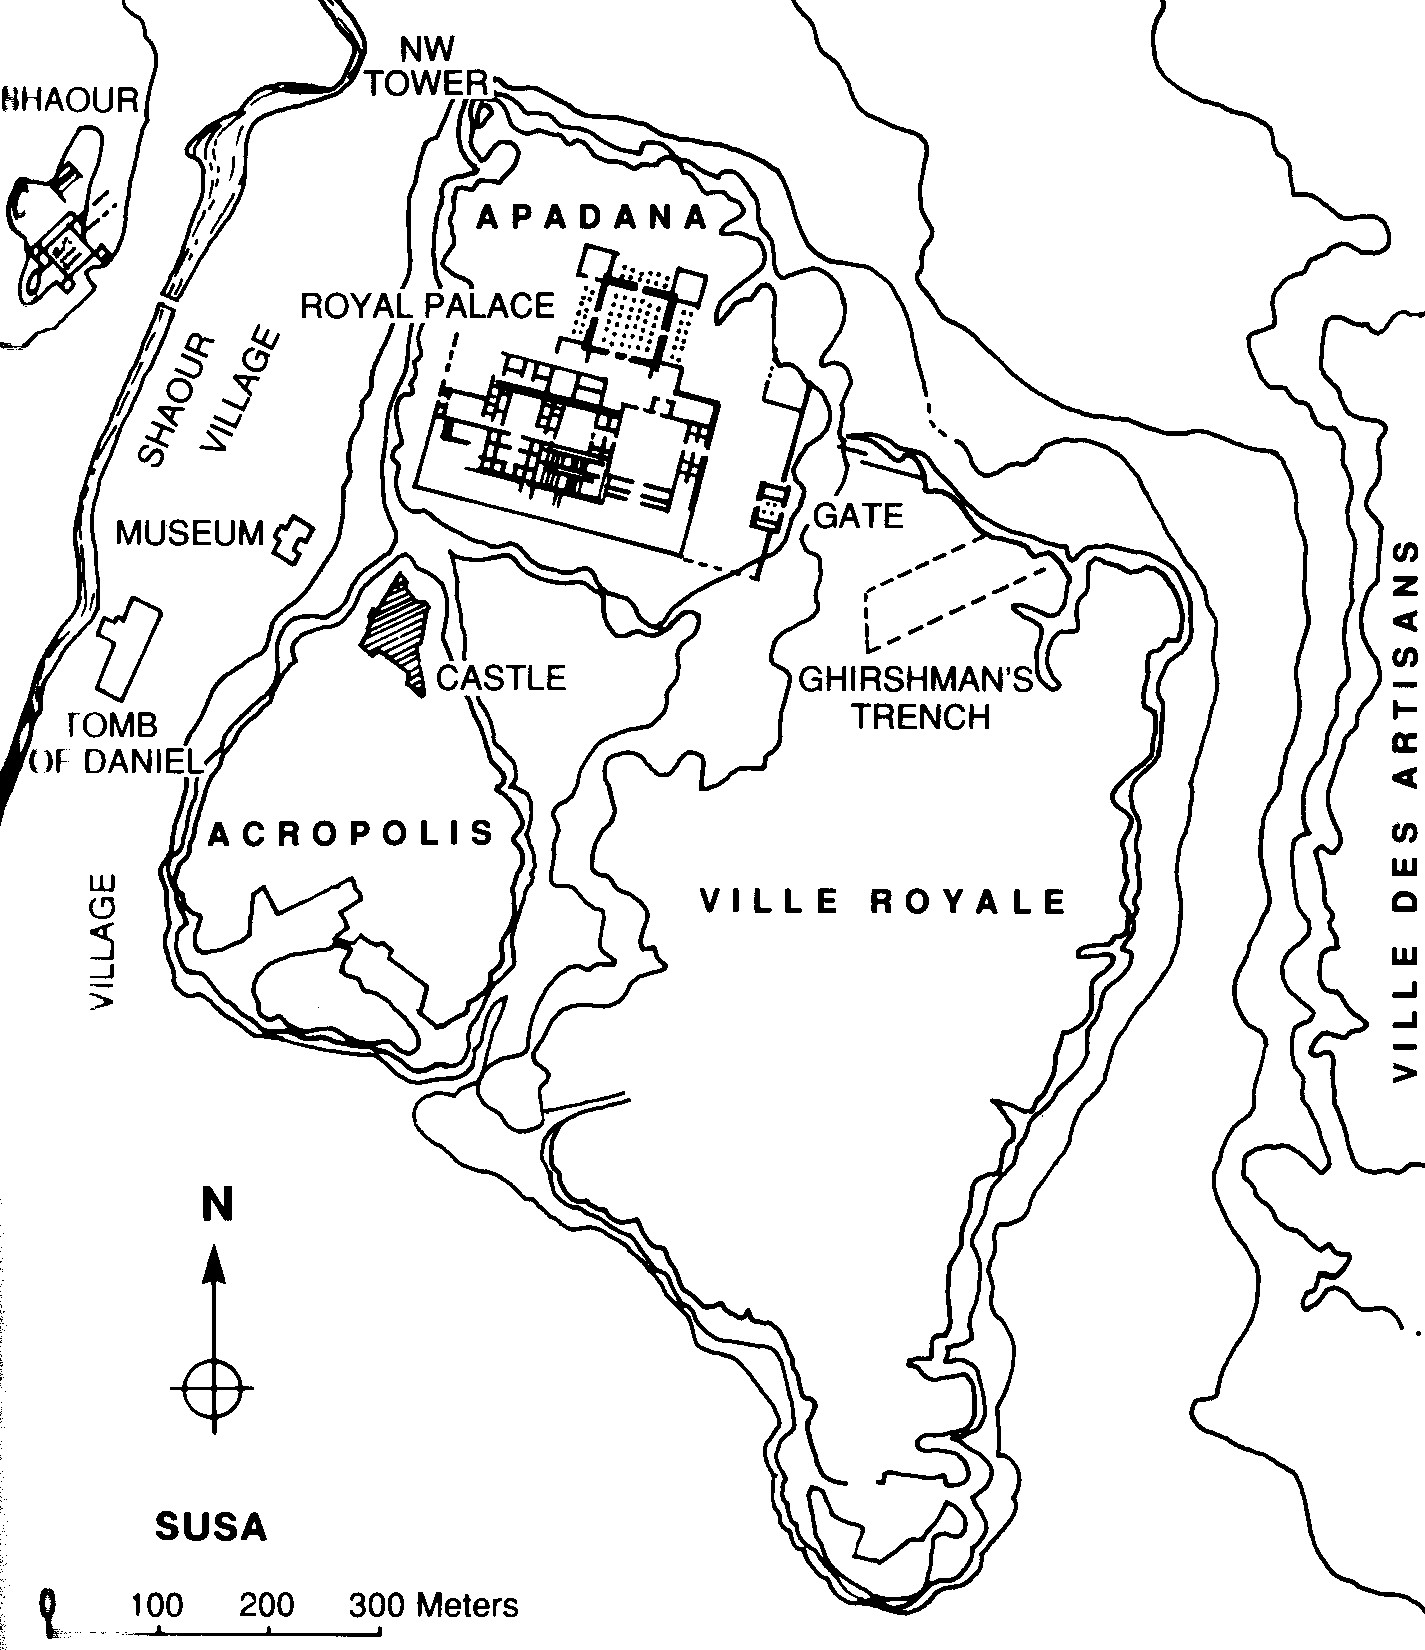 NW
TOWER
HAOUR
APADANA
ROYAL PALACE
SHAOUR
VILLAGE
MUSEUM
GATE
CASTLE
GHIRSHMAN'S
TRENCH
TOMB
OF DANIEL
ACROPOLIS
VILLE ROYALE
VILLE DES ARTISANS
VILLAGE
N
SUSA
0 100 200 300 Meters